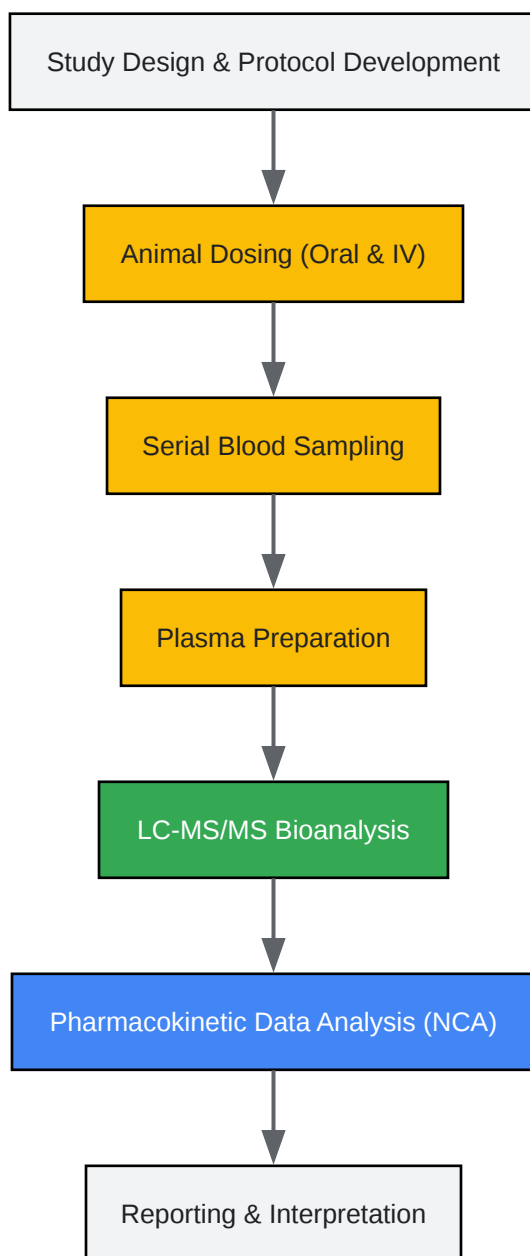 Study Design & Protocol Development
Animal Dosing (Oral & IV)
Serial Blood Sampling
Plasma Preparation
LC-MS/MS Bioanalysis
Pharmacokinetic Data Analysis (NCA)
Reporting & Interpretation